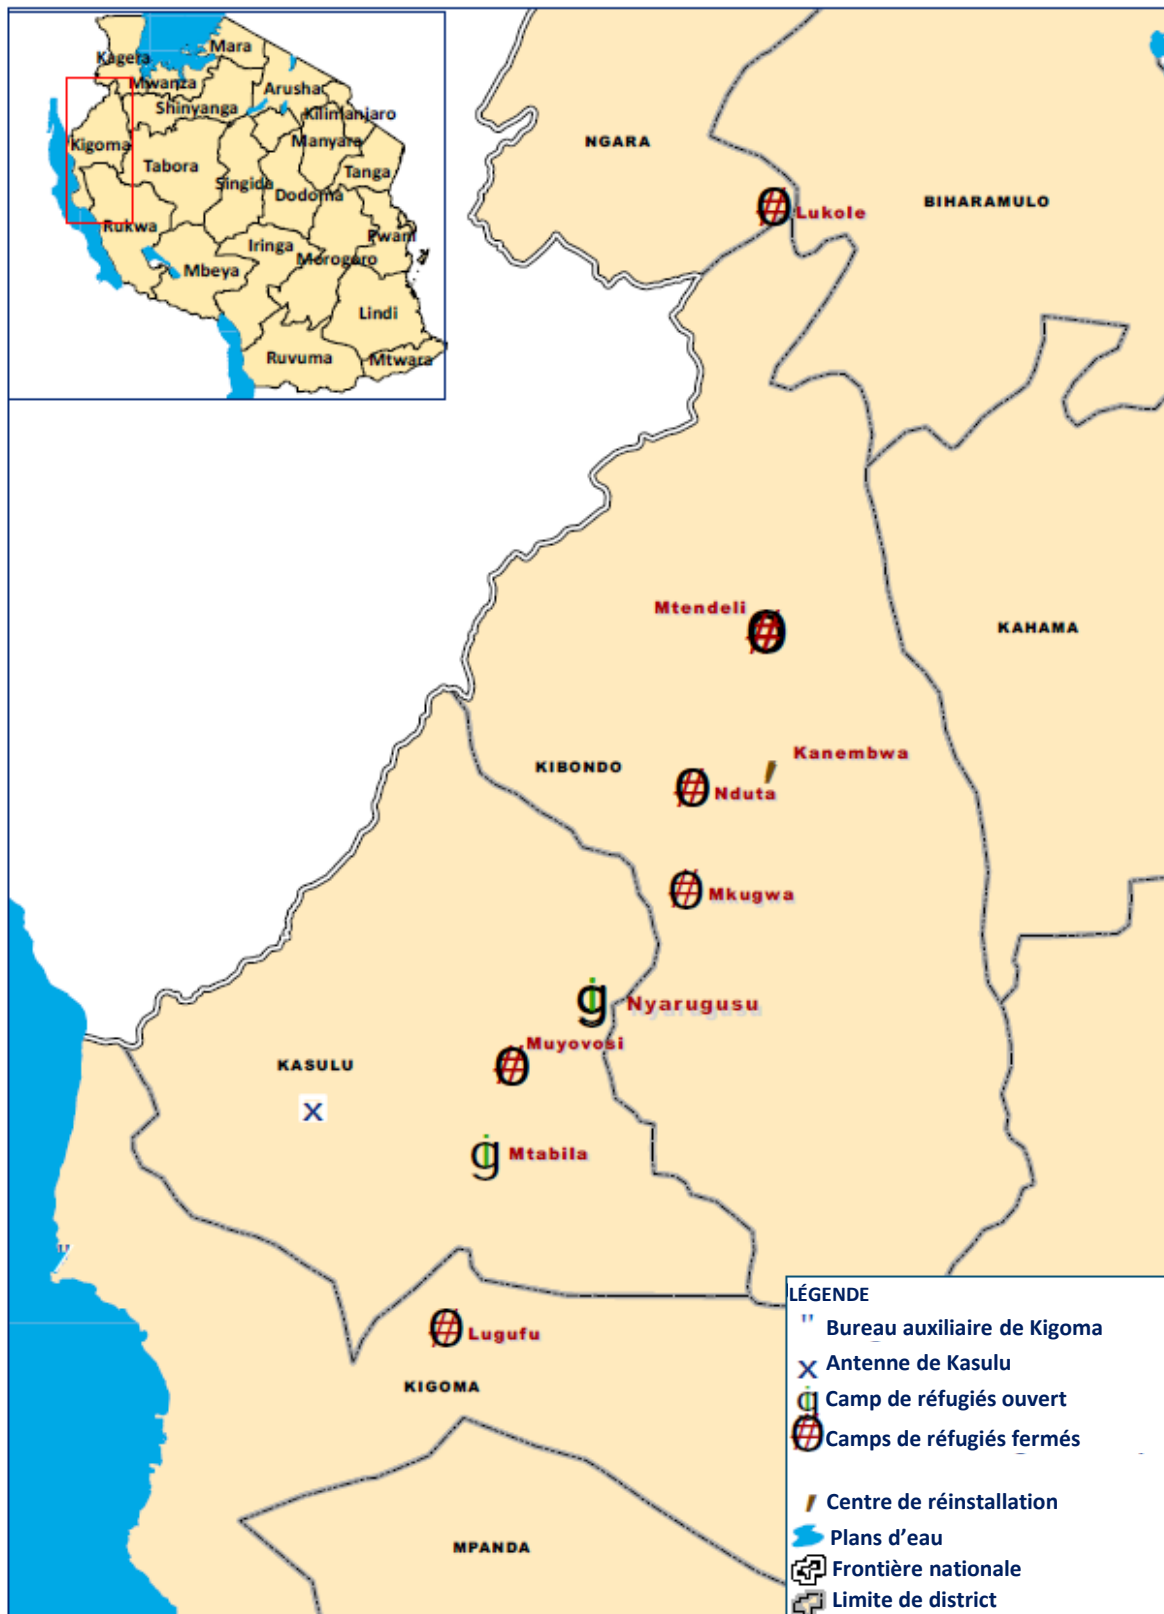 Kagera
Mara
Mwanza
Arusha
Shinyanga
Kilimanjaro
Kigoma
Manyara
Tabora
Tanga
Singida
Dodoma
Rukwa
Pwani
Iringa
Morogoro
Mbeya
Lindi
Ruvuma
Mtwara
NGARA
BIHARAMULO
Lukole
Mtendeli
KAHAMA
Kanembwa
KIBONDO
Nduta
Mkugwa
Nyarugusu
Muyovosi
KASULU
x
Mtabila
Lugufu
KIGOMA
MPANDA
LÉGENDE
" Bureau auxiliaire de Kigoma
x Antenne de Kasulu
Camp de réfugiés ouvert
Camps de réfugiés fermés
Centre de réinstallation
Plans d'eau
Frontière nationale
Limite de district